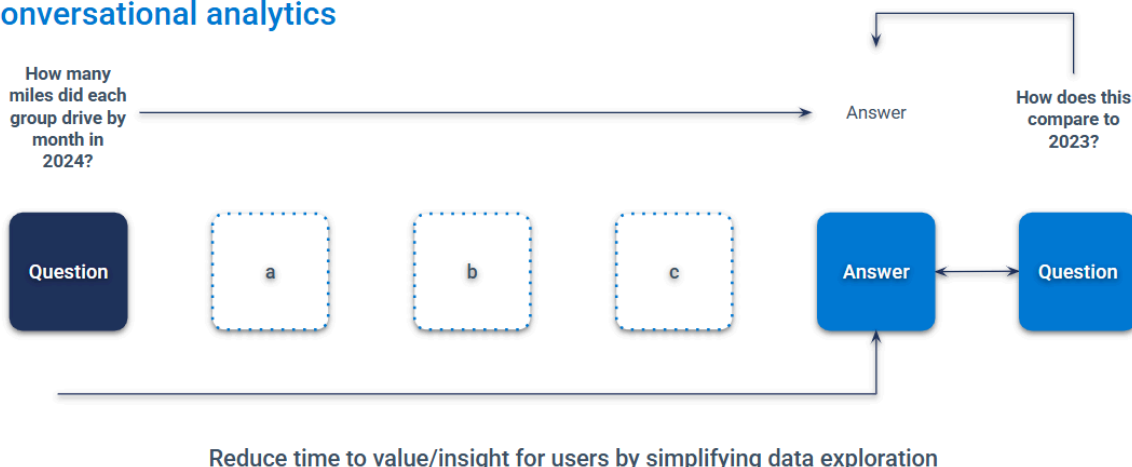 onversational analytics
How many
miles did each
group drive by
month in
2024?
Answer
How does this
compare to
2023?
Question
a
b
c
Answer
Question
Reduce time to value/insight for users by simplifying data exploration